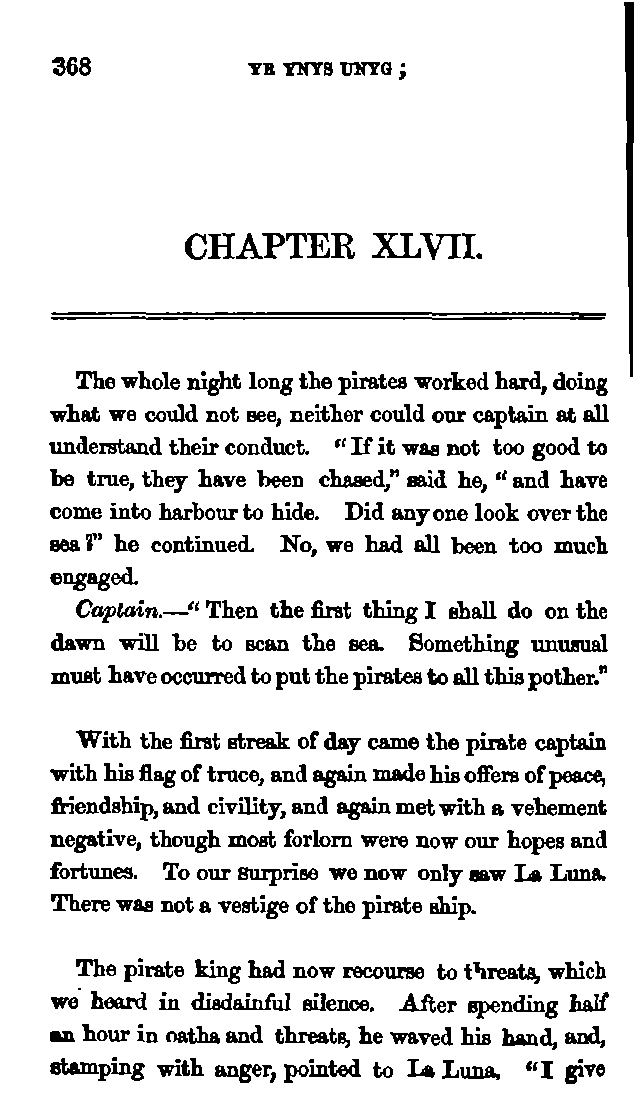 368 YE YNYS UNYG ;
CHAPTER XLVII.
The whole night long the pirates worked hard, doing
what we could not see, neither could our captain at all
understand their conduct. "If it was not too good to
be true, they have been chased," said he, "and have
come into harbour to hide. Did anyone look over the
sea?" he continued. No, we had all been too much
engaged.
Captain.—"Then the first thing I shall do on the
dawn will be to scan the sea. Something unusual
must have occurred to put the pirates to all this pother."
With the first streak of day came the pirate captain
with his flag of truce, and again made his offers of peace,
friendship, and civility, and again met with a vehement
negative, though most forlorn were now our hopes and
fortunes. To our surprise we now only saw La Luna.
There was not a vestige of the pirate ship.
The pirate king had now recourse to threats, which
we heard in disdainful silence. After spending half
an hour in oaths and threats, he waved his hand, and,
stamping with anger, pointed to La Luna, "I give